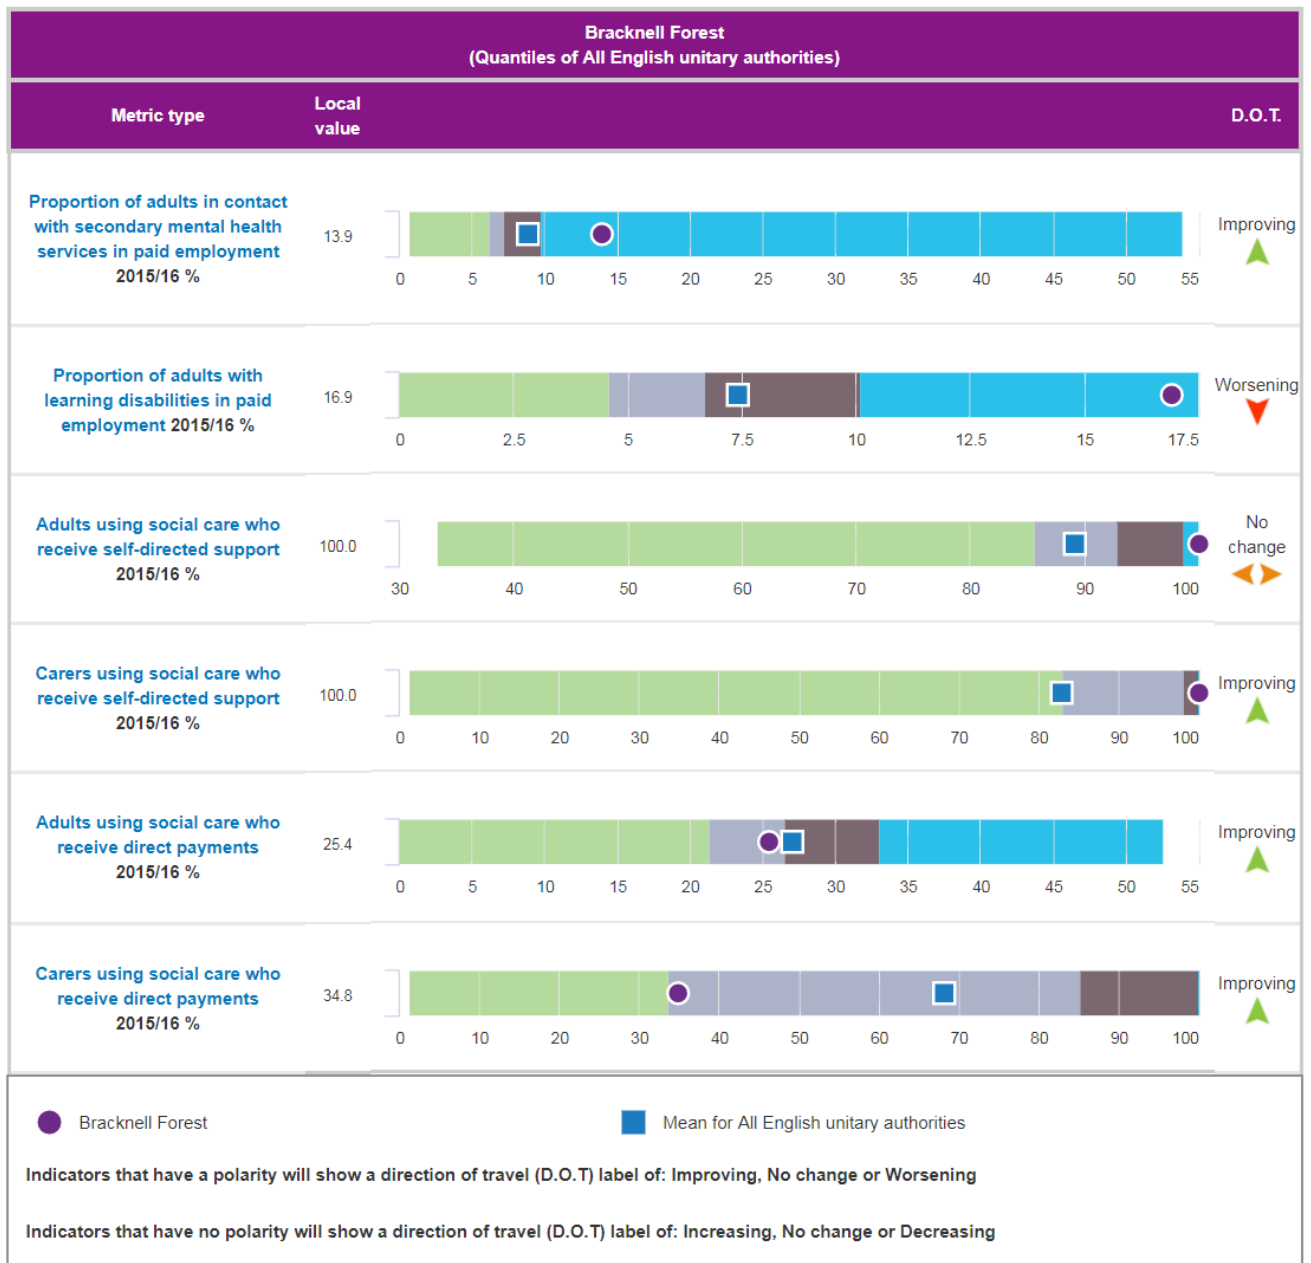 Bracknell Forest
(Quantiles of All English unitary authorities)
Metric type
Local
value
D.O.T.
Proportion of adults in contact
with secondary mental health
services in paid employment
2015/16 %
13.9
0 5 10 15 20 25 30 35 40 45 50 55
Improving
Proportion of adults with
learning disabilities in paid
employment 2015/16 %
16.9
0 2.5 5 7.5 10 12.5 15 17.5
Worsening
Adults using social care who
receive self-directed support
2015/16 %
100.0
30 40 50 60 70 80 90 100
No
change
Carers using social care who
receive self-directed support
2015/16 %
100.0
0 10 20 30 40 50 60 70 80 90 100
Improving
Adults using social care who
receive direct payments
2015/16 %
25.4
0 5 10 15 20 25 30 35 40 45 50 55
Improving
Carers using social care who
receive direct payments
2015/16 %
34.8
0 10 20 30 40 50 60 70 80 90 100
Improving
Bracknell Forest
Mean for All English unitary authorities
Indicators that have a polarity will show a direction of travel (D.O.T) label of: Improving, No change or Worsening
Indicators that have no polarity will show a direction of travel (D.O.T) label of: Increasing, No change or Decreasing